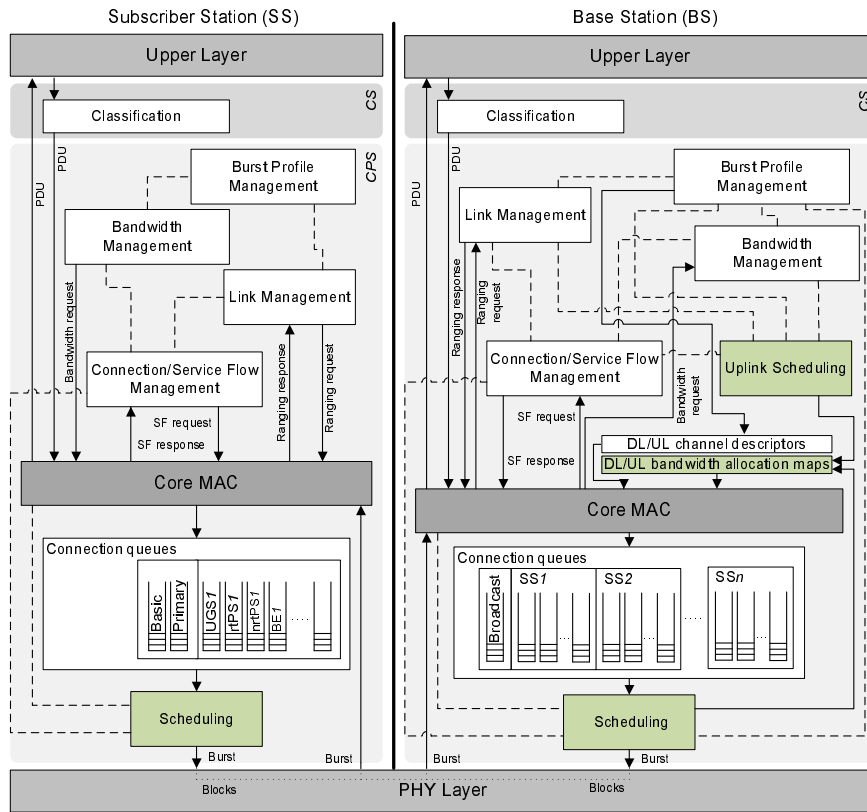 Subscriber Station (SS)
Base Station (BS)
Upper Layer
CS
Classification
PDU
PDU
CPS
Burst Profile
Management
Bandwidth
Management
Link Management
Bandwidth request
Connection/Service Flow
Management
Ranging response
Ranging request
SF request
SF response
Core MAC
Connection queues
Basic
Primary
UGS1
rtPS1
nrtPS1
BE1
....
Scheduling
Burst
Burst
Blocks
Upper Layer
CS
Classification
PDU
PDU
Burst Profile
Management
Link Management
Bandwidth
Management
Ranging response
Ranging
request
Connection/Service Flow
Management
Uplink Scheduling
Bandwidth
request
SF request
SF response
DL/UL channel descriptors
DL/UL bandwidth allocation maps
Core MAC
Connection queues
Broadcast
SS1
...
SS2
...
....
SSn
...
Scheduling
Burst
Burst
Blocks
PHY Layer